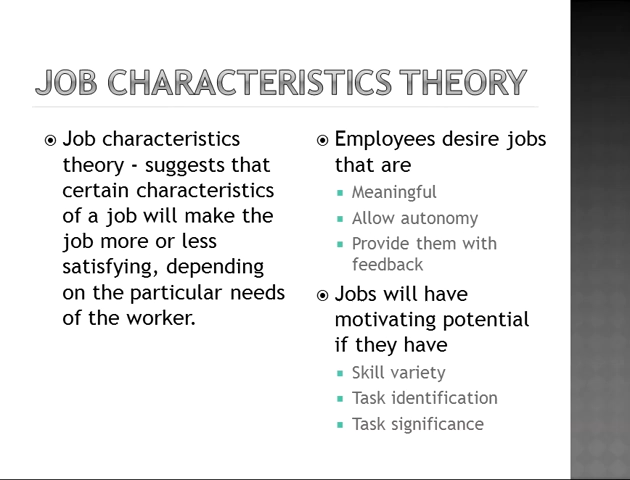 JOB CHARACTERISTICS THEORY
Job characteristics
theory - suggests that
certain characteristics
of a job will make the
job more or less
satisfying, depending
on the particular needs
of the worker.
Employees desire jobs
that are
Meaningful
Allow autonomy
Provide them with
feedback
Jobs will have
motivating potential
if they have
Skill variety
Task identification
Task significance